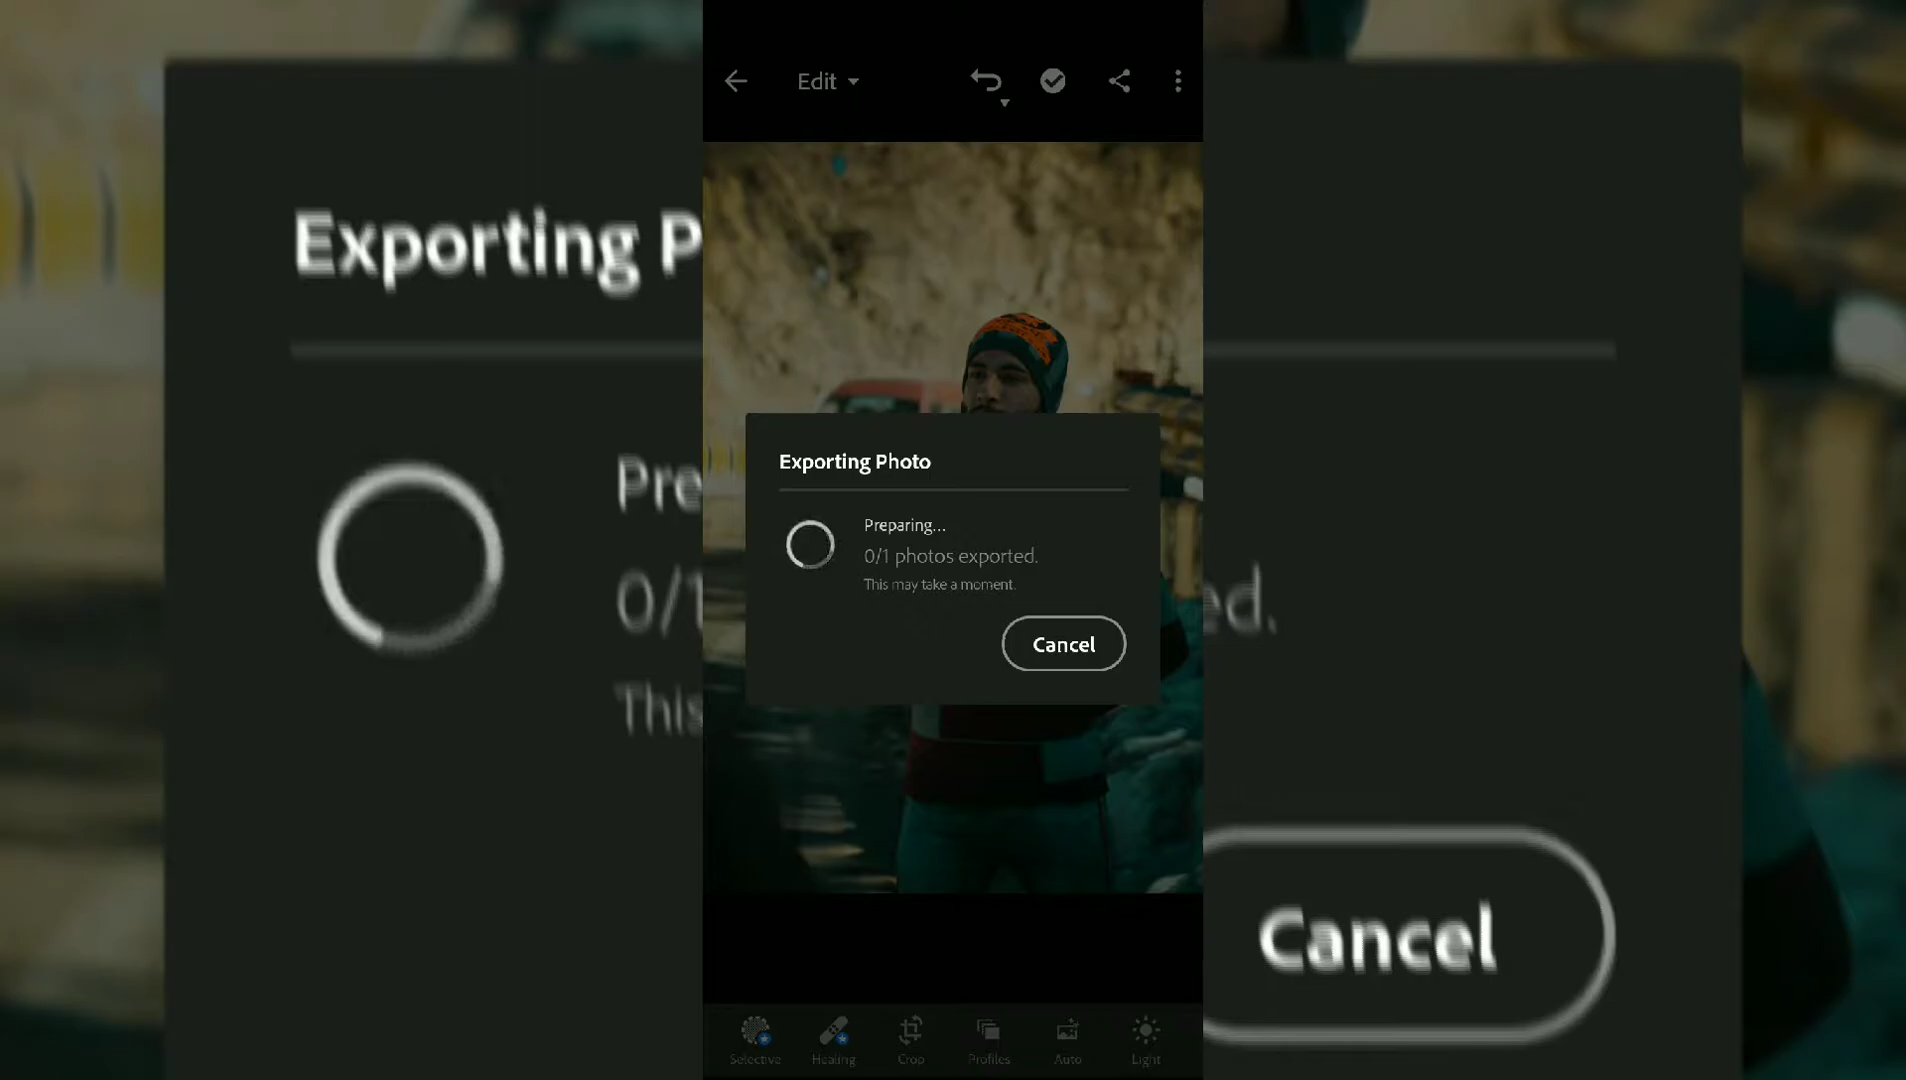 Edit
Exporting Photo
Preparing...
0/1 photos exported.
This may take a moment.
Cancel
Selective
Healing
Crop
Profiles
Auto
Light
Exporting P
Pre
0/1
ed.
This
Cancel